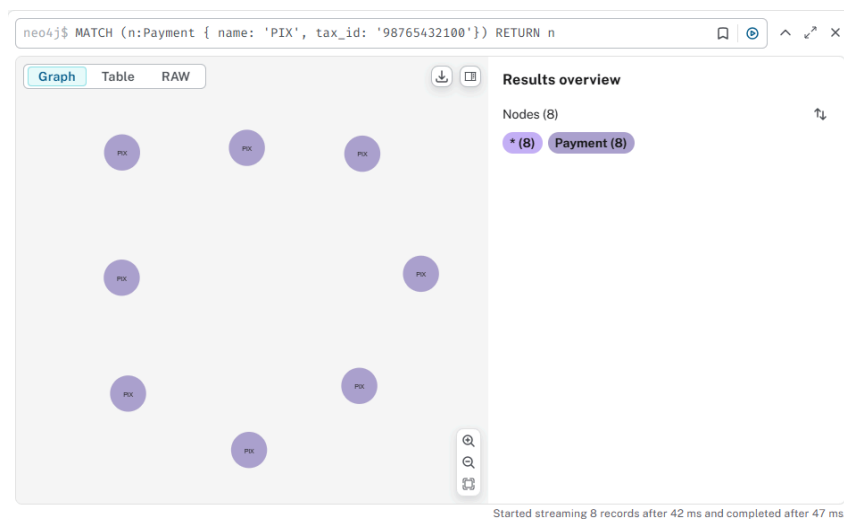 neo4j$ MATCH (n:Payment { name: 'PIX', tax_id: '98765432100'}) RETURN n
Graph Table RAW
Results overview
Nodes (8)
* (8) Payment (8)
PIX
PIX
PIX
PIX
PIX
PIX
PIX
PIX
Started streaming 8 records after 42 ms and completed after 47 ms